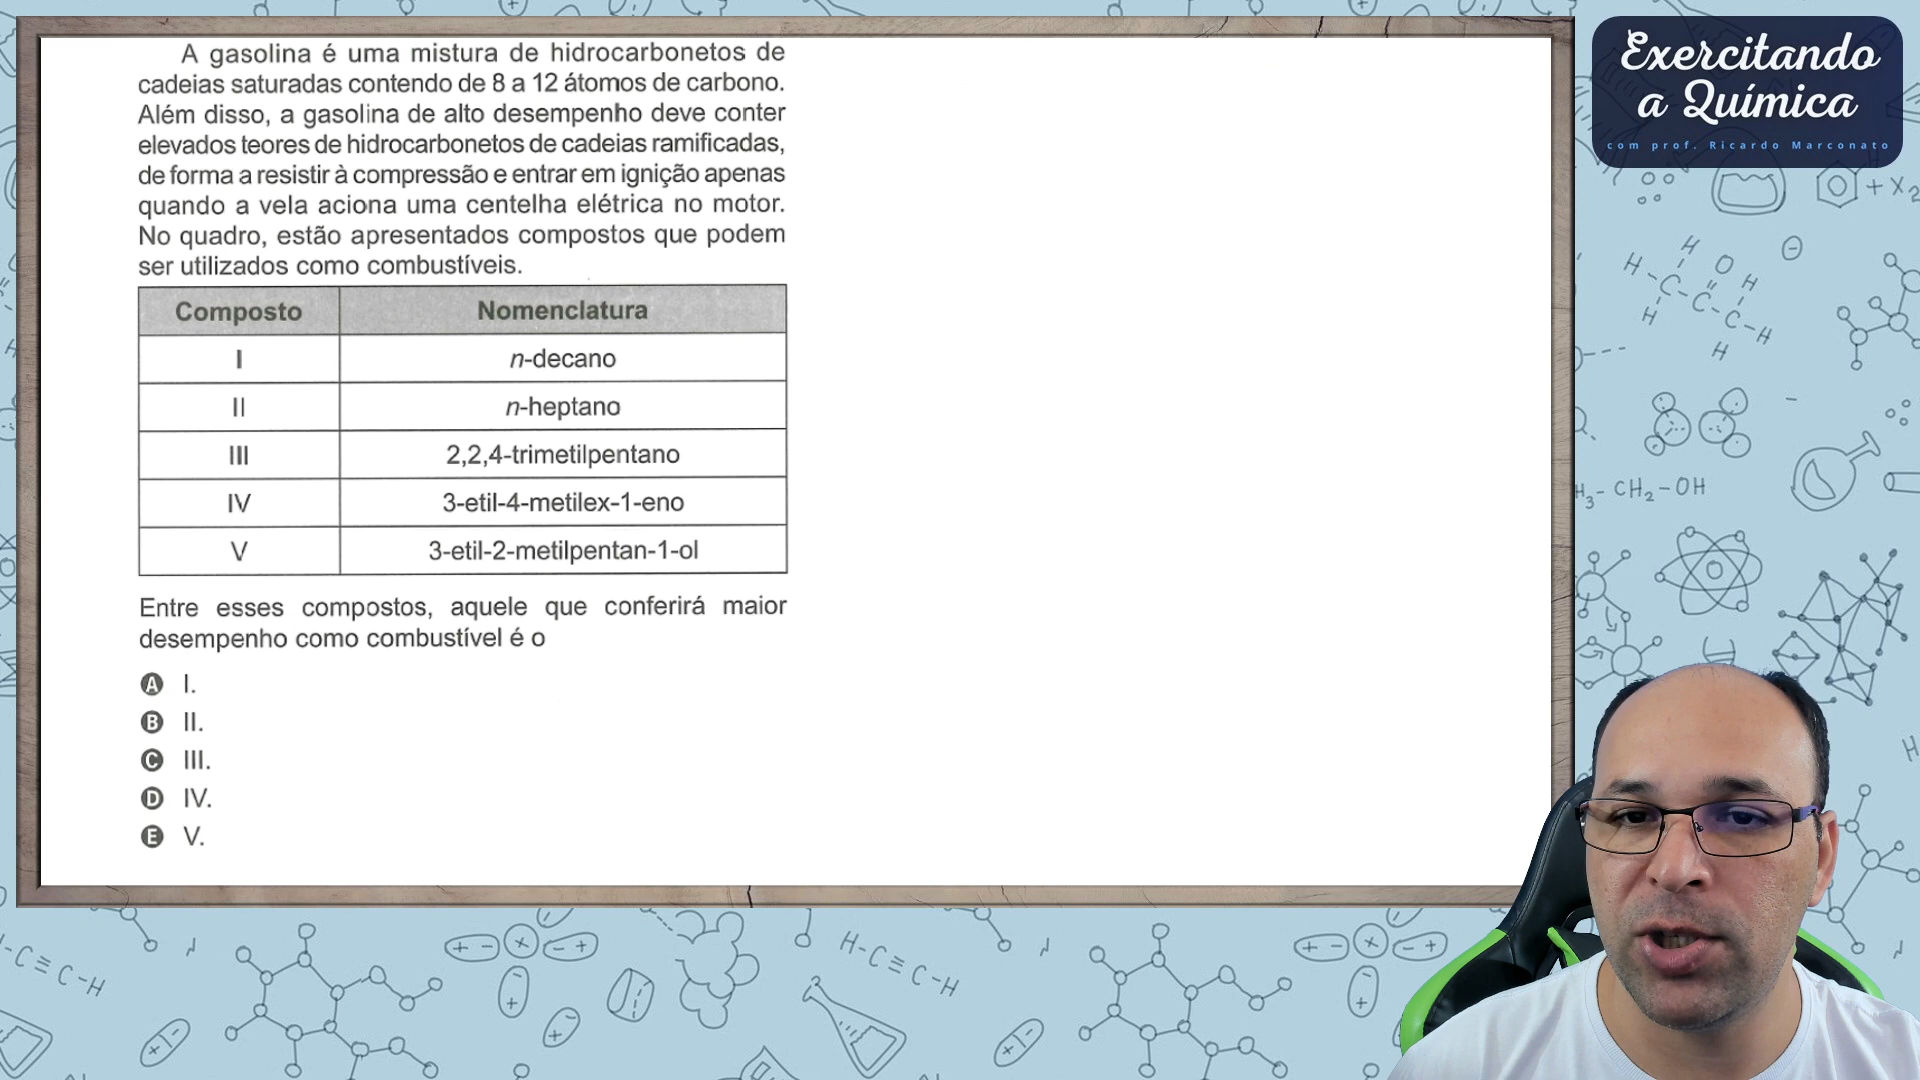 A gasolina é uma mistura de hidrocarbonetos de
cadeias saturadas contendo de 8 a 12 átomos de carbono.
Além disso, a gasolina de alto desempenho deve conter
elevados teores de hidrocarbonetos de cadeias ramificadas,
de forma a resistir à compressão e entrar em ignição apenas
quando a vela aciona uma centelha elétrica no motor.
No quadro, estão apresentados compostos que podem
ser utilizados como combustíveis.
Composto Nomenclatura
I n-decano
II n-heptano
III 2,2,4-trimetilpentano
IV 3-etil-4-metilex-1-eno
V 3-etil-2-metilpentan-1-ol
Entre esses compostos, aquele que conferirá maior
desempenho como combustível é o
A I.
B II.
C III.
D IV.
E V.
Exercitando
a Química
com prof. Ricardo Marconato
+ X2
H O H
H-C-C-C-H
H H
H3-CH2-OH
-C≡C-H
H-C≡C-H